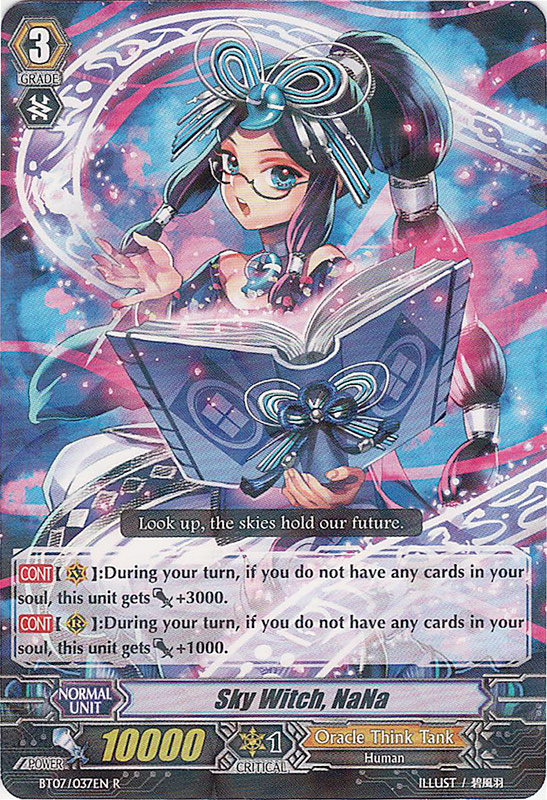 3
GRADE
Look up, the skies hold our future.
CONT [ V ]:During your turn, if you do not have any cards in your
soul, this unit gets +3000.
CONT [ R ]:During your turn, if you do not have any cards in your
soul, this unit gets +1000.
NORMAL
UNIT
Sky Witch, NaNa
POWER 10000 1 CRITICAL
Oracle Think Tank
Human
BT07/037EN R
ILLUST / 碧風羽